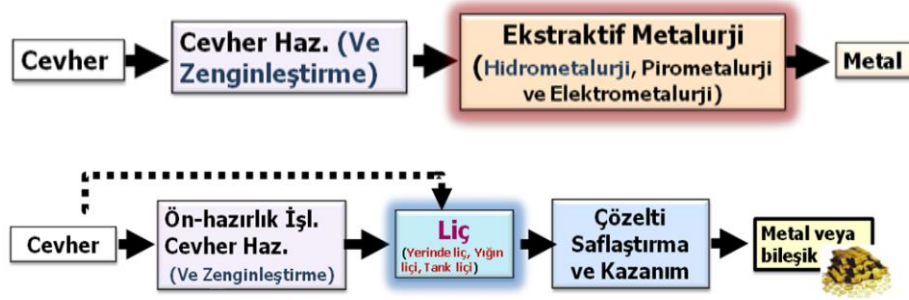 Cevher
Cevher Haz. (Ve
Zenginleştirme)
Ekstraktif Metalurji
(Hidrometalurji, Pirometalurji
ve Elektrometalurji)
Metal
Cevher
Ön-hazırlık İşl.
Cevher Haz.
(Ve Zenginleştirme)
Liç
(Yerinde liç, Yığın
liçi, Tank liçi)
Çözelti
Saflaştırma
ve Kazanım
Metal veya
bileşik